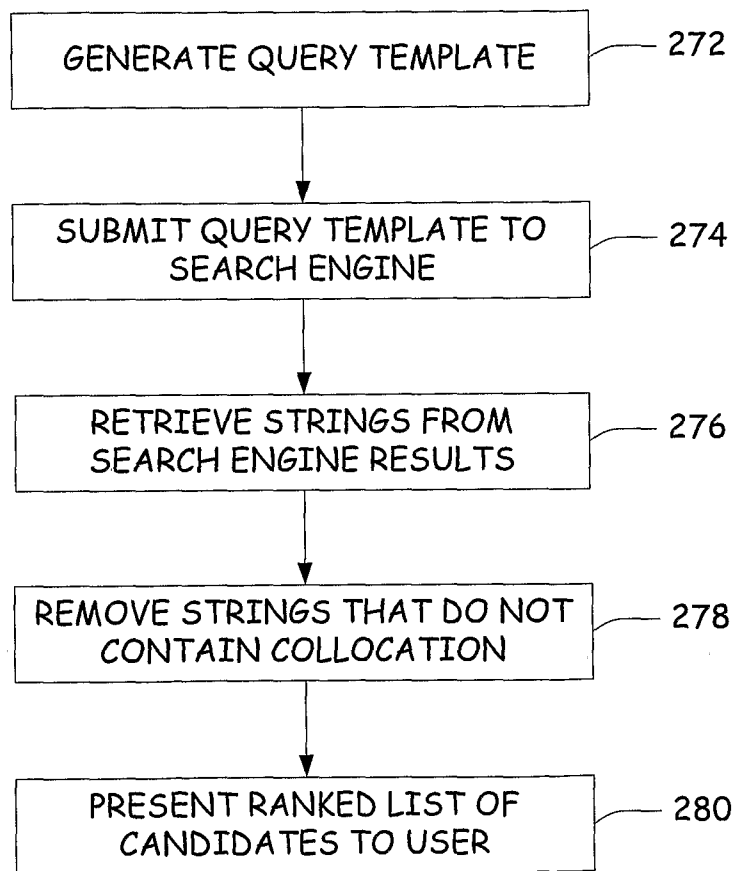 GENERATE QUERY TEMPLATE
272
SUBMIT QUERY TEMPLATE TO
SEARCH ENGINE
274
RETRIEVE STRINGS FROM
SEARCH ENGINE RESULTS
276
REMOVE STRINGS THAT DO NOT
CONTAIN COLLOCATION
278
PRESENT RANKED LIST OF
CANDIDATES TO USER
280